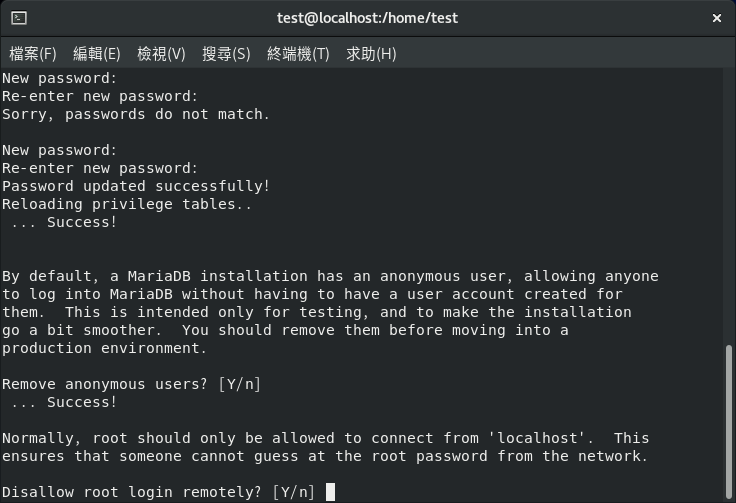 test@localhost:/home/test
檔案(F) 編輯(E) 檢視(V) 搜尋(S) 終端機(T) 求助(H)
New password:
Re-enter new password:
Sorry, passwords do not match.
New password:
Re-enter new password:
Password updated successfully!
Reloading privilege tables..
 ... Success!
By default, a MariaDB installation has an anonymous user, allowing anyone
to log into MariaDB without having to have a user account created for
them.  This is intended only for testing, and to make the installation
go a bit smoother.  You should remove them before moving into a
production environment.
Remove anonymous users? [Y/n]
 ... Success!
Normally, root should only be allowed to connect from 'localhost'.  This
ensures that someone cannot guess at the root password from the network.
Disallow root login remotely? [Y/n]